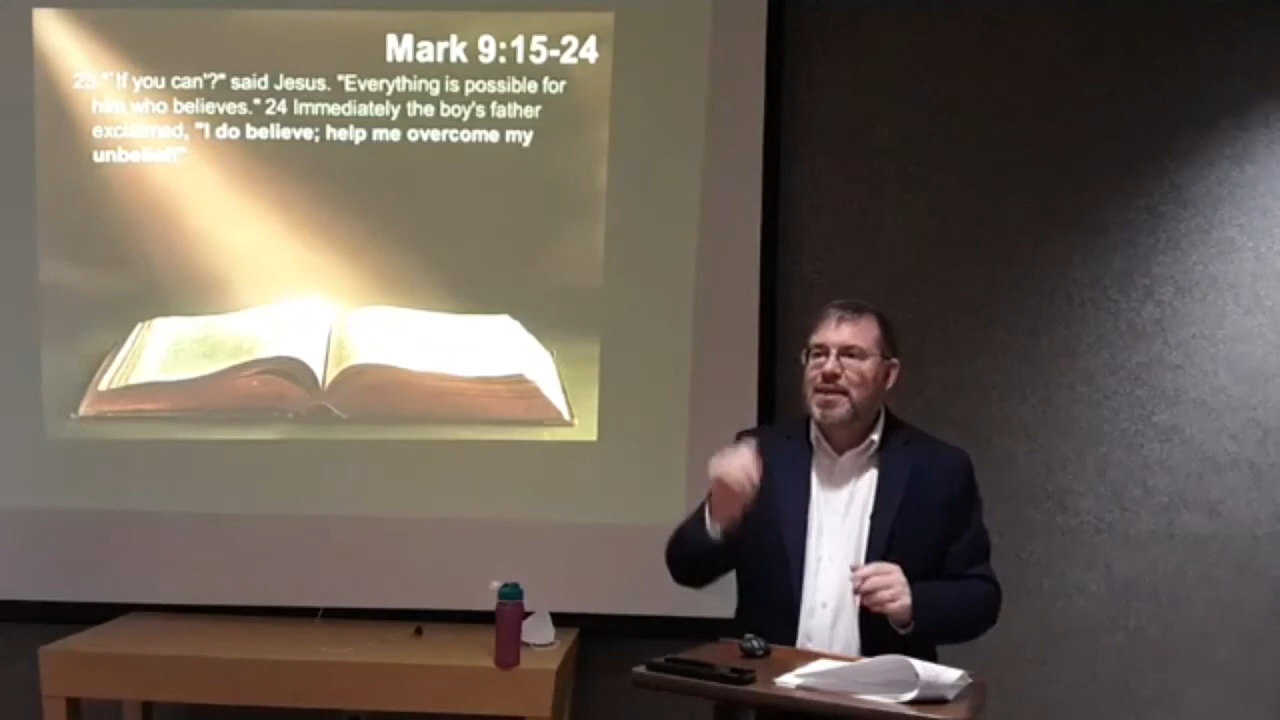 Mark 9:15-24
23 "`If you can'?" said Jesus. "Everything is possible for
him who believes." 24 Immediately the boy's father
exclaimed, "I do believe; help me overcome my
unbelief!"